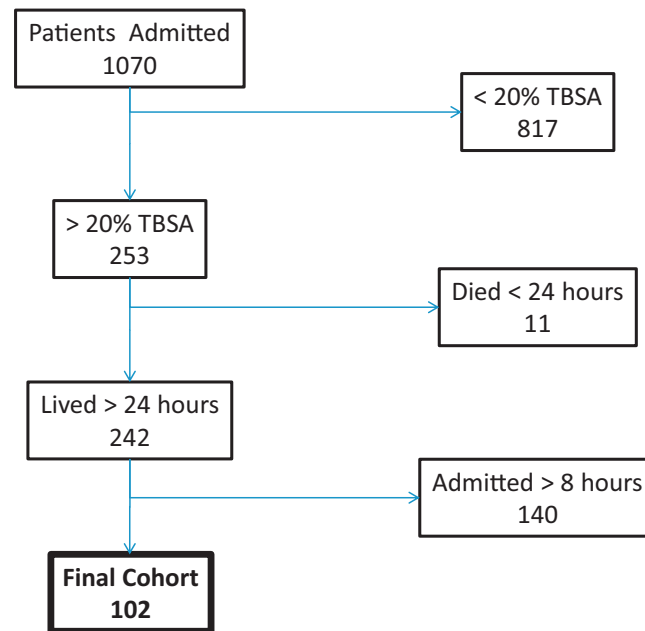 Patients Admitted
1070
< 20% TBSA
817
> 20% TBSA
253
Died < 24 hours
11
Lived > 24 hours
242
Admitted > 8 hours
140
Final Cohort
102